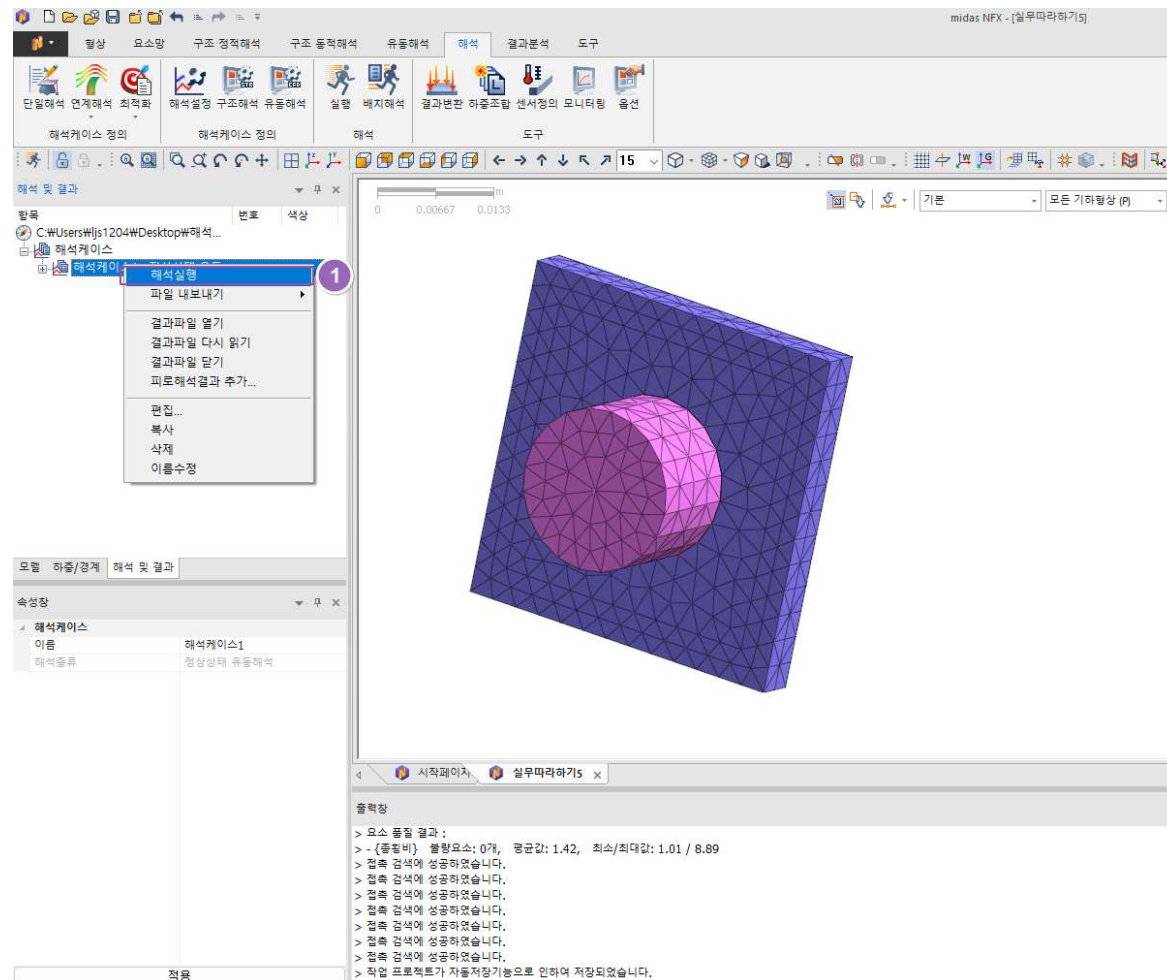 midas NFX - [실무따라하기5]
형상 요소망 구조 정적해석 구조 동적해석 유동해석 해석 결과분석 도구
단일해석 연계해석 최적화 해석설정 구조해석 유동해석 실행 배치해석 결과변환 하중조합 센서정의 모니터링 옵션
해석케이스 정의 해석케이스 정의 해석 도구
15
해석 및 결과
항목 번호 색상
C:₩Users₩ljs1204₩Desktop₩해석...
해석케이스
해석케이
해석실행
1
파일 내보내기
결과파일 열기
결과파일 다시 읽기
결과파일 닫기
피로해석결과 추가...
편집...
복사
삭제
이름수정
m
0 0.00667 0.0133
기본 모든 기하형상 (P)
모델 하중/경계 해석 및 결과
속성창
해석케이스
이름 해석케이스1
해석종류 정상상태 유동해석
적용
시작페이지 실무따라하기5
출력창
> 요소 품질 결과 :
> - {종횡비} 불량요소: 0개, 평균값: 1.42, 최소/최대값: 1.01 / 8.89
> 접촉 검색에 성공하였습니다.
> 접촉 검색에 성공하였습니다.
> 접촉 검색에 성공하였습니다.
> 접촉 검색에 성공하였습니다.
> 접촉 검색에 성공하였습니다.
> 접촉 검색에 성공하였습니다.
> 접촉 검색에 성공하였습니다.
> 작업 프로젝트가 자동저장기능으로 인하여 저장되었습니다.